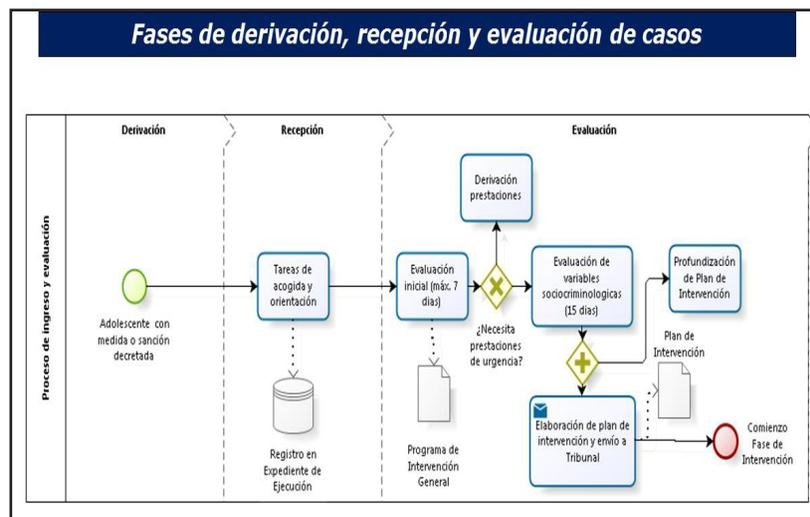 Fases de derivación, recepción y evaluación de casos
Proceso de ingreso y evaluación
Derivación
Recepción
Evaluación
Adolescente con
medida o sanción
decretada
Tareas de
acogida y
orientación
Registro en
Expediente de
Ejecución
Evaluación
inicial (máx. 7
dias)
Programa de
Intervención
General
Derivación
prestaciones
¿Necesita
prestaciones
de urgencia?
Evaluación de
variables
sociocriminologicas
(15 dias)
Profundización
de Plan de
Intervención
Plan de
Intervención
Elaboración de plan de
intervención y envío a
Tribunal
Comienzo
Fase de
Intervención